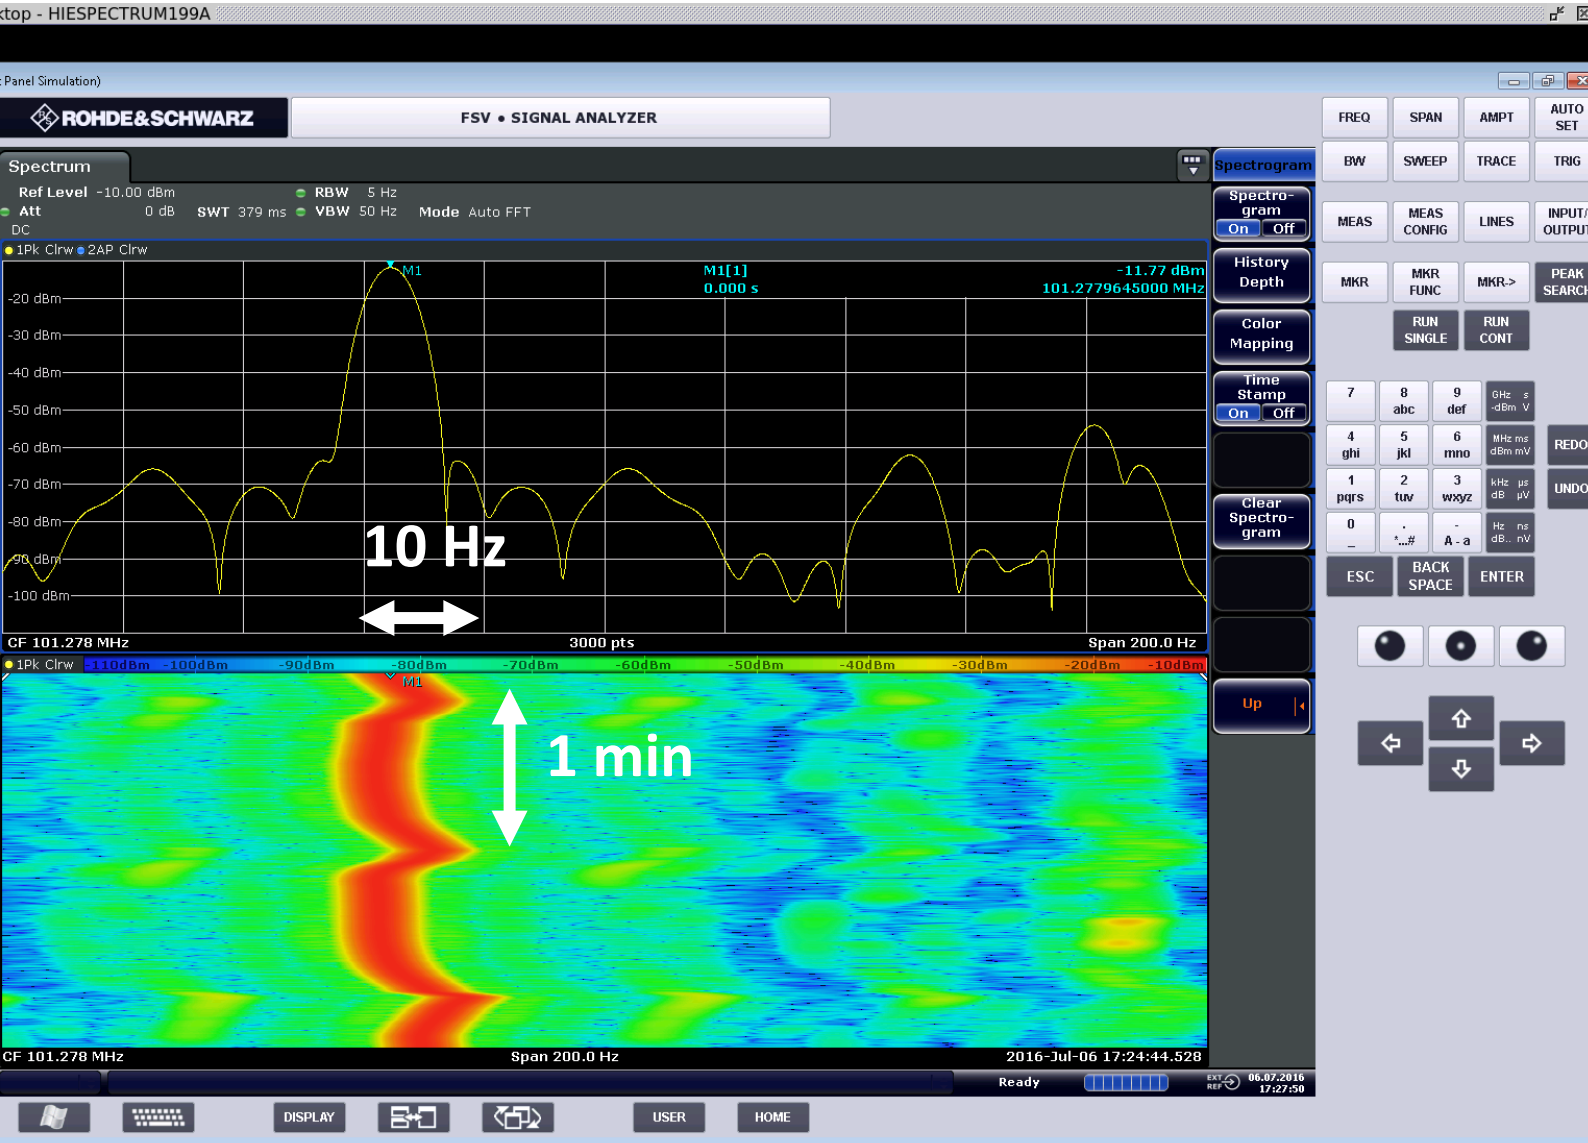 ktop - HIESPECTRUM199A
t Panel Simulation)
ROHDE&SCHWARZ
FSV • SIGNAL ANALYZER
Spectrum
Ref Level -10.00 dBm
RBW 5 Hz
Att 0 dB SWT 379 ms VBW 50 Hz Mode Auto FFT
DC
1Pk Clrw 2AP Clrw
M1
M1[1] -11.77 dBm
0.000 s 101.2779645000 MHz
-20 dBm
-30 dBm
-40 dBm
-50 dBm
-60 dBm
-70 dBm
-80 dBm
-90 dBm
-100 dBm
10 Hz
CF 101.278 MHz 3000 pts Span 200.0 Hz
1Pk Clrw -110dBm -100dBm -90dBm -80dBm -70dBm -60dBm -50dBm -40dBm -30dBm -20dBm -10dBm
M1
1 min
CF 101.278 MHz Span 200.0 Hz 2016-Jul-06 17:24:44.528
Ready
EXT REF
06.07.2016
17:27:50
Spectrogram
Spectro-
gram
On Off
History
Depth
Color
Mapping
Time
Stamp
On Off
Clear
Spectro-
gram
Up
FREQ SPAN AMPT AUTO SET
BW SWEEP TRACE TRIG
MEAS MEAS CONFIG LINES INPUT/ OUTPUT
MKR MKR FUNC MKR-> PEAK SEARCH
RUN SINGLE RUN CONT
7 8 abc 9 def GHz s -dBm V
4 ghi 5 jkl 6 mno MHz ms dBm mV REDO
1 pqrs 2 tuv 3 wxyz kHz µs dB µV UNDO
0 _ . *...# - A - a Hz ns dB.. nV
ESC BACK SPACE ENTER
DISPLAY USER HOME